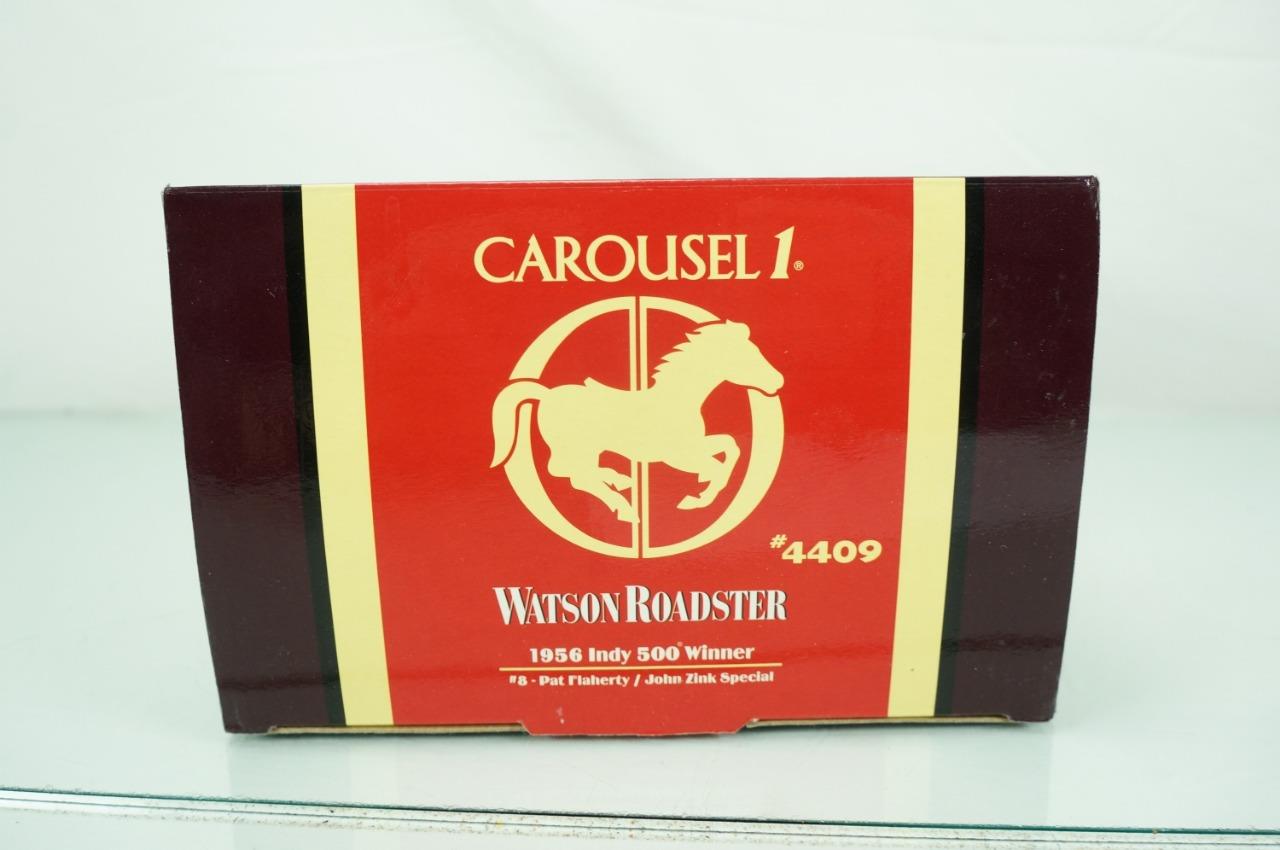 CAROUSEL 1®
#4409
WATSON ROADSTER
1956 Indy 500® Winner
#8 - Pat Flaherty / John Zink Special